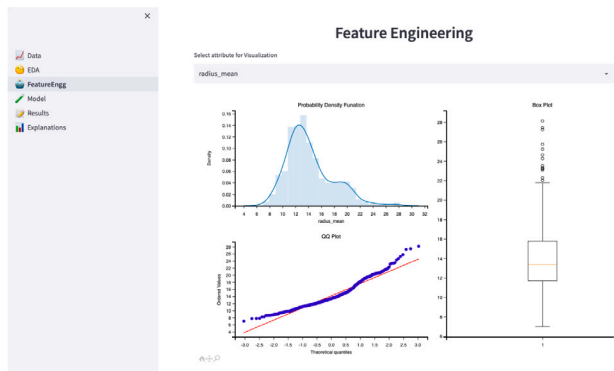 ×
Data
EDA
FeatureEngg
Model
Results
Explanations
Feature Engineering
Select attribute for Visualization
radius_mean
Probability Density Funation
0.16
0.14
0.12
0.10
0.08
0.06
0.04
0.02
0.00
Density
4 6 8 10 12 14 16 18 20 22 24 26 28 30 32
radius_mean
QQ Plot
28
26
24
22
20
18
16
14
12
10
8
6
4
Ordered Values
-3.0 -2.5 -2.0 -1.5 -1.0 -0.5 0.0 0.5 1.0 1.5 2.0 2.5 3.0
Theoretical quantiles
Box Plot
28
26
24
22
20
18
16
14
12
10
8
6
1